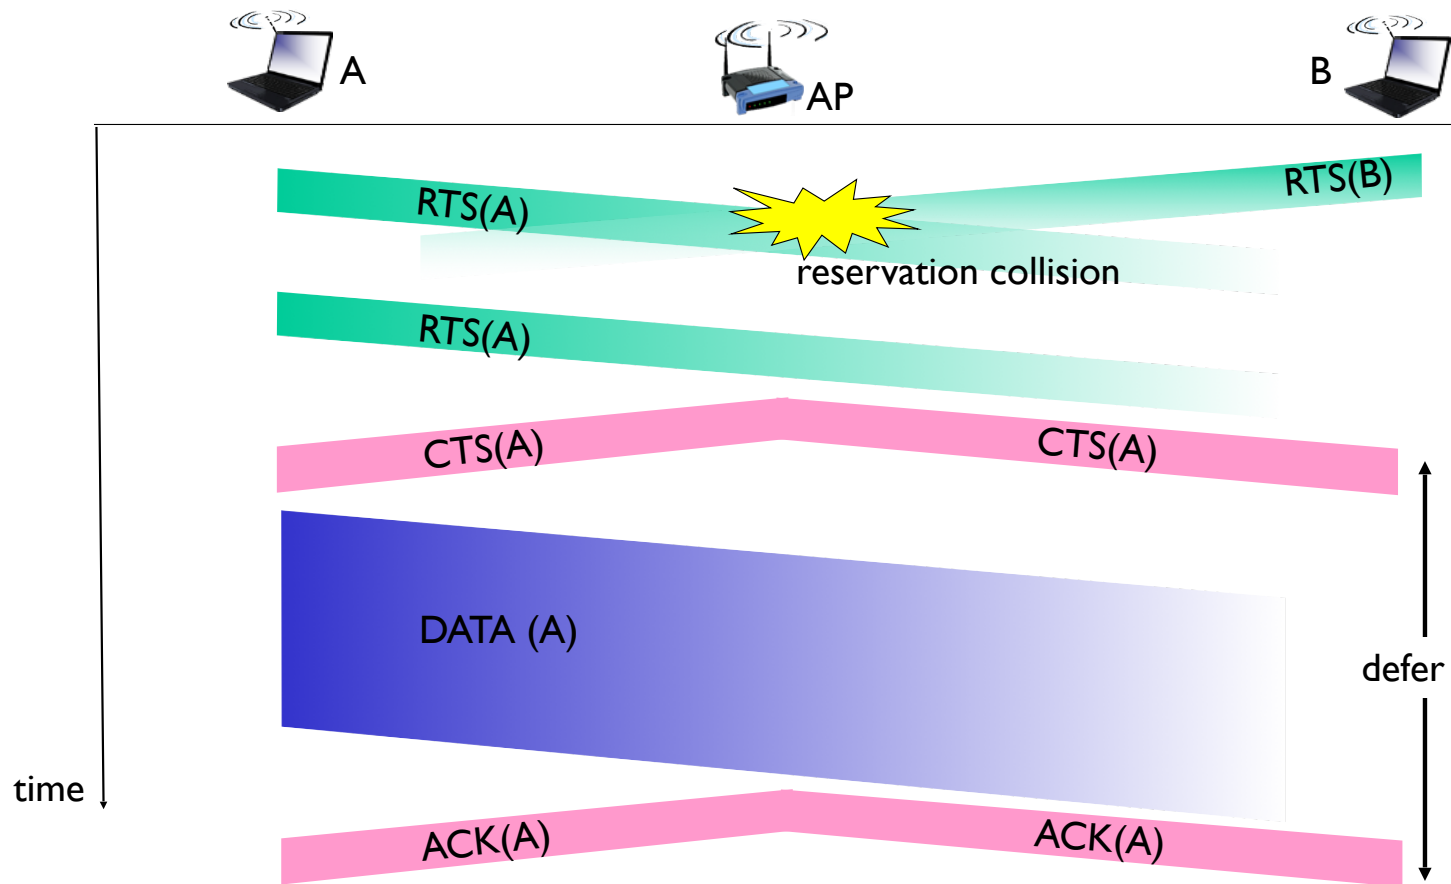 A
AP
B
RTS(A)
RTS(B)
reservation collision
RTS(A)
CTS(A)
CTS(A)
DATA (A)
defer
time
ACK(A)
ACK(A)